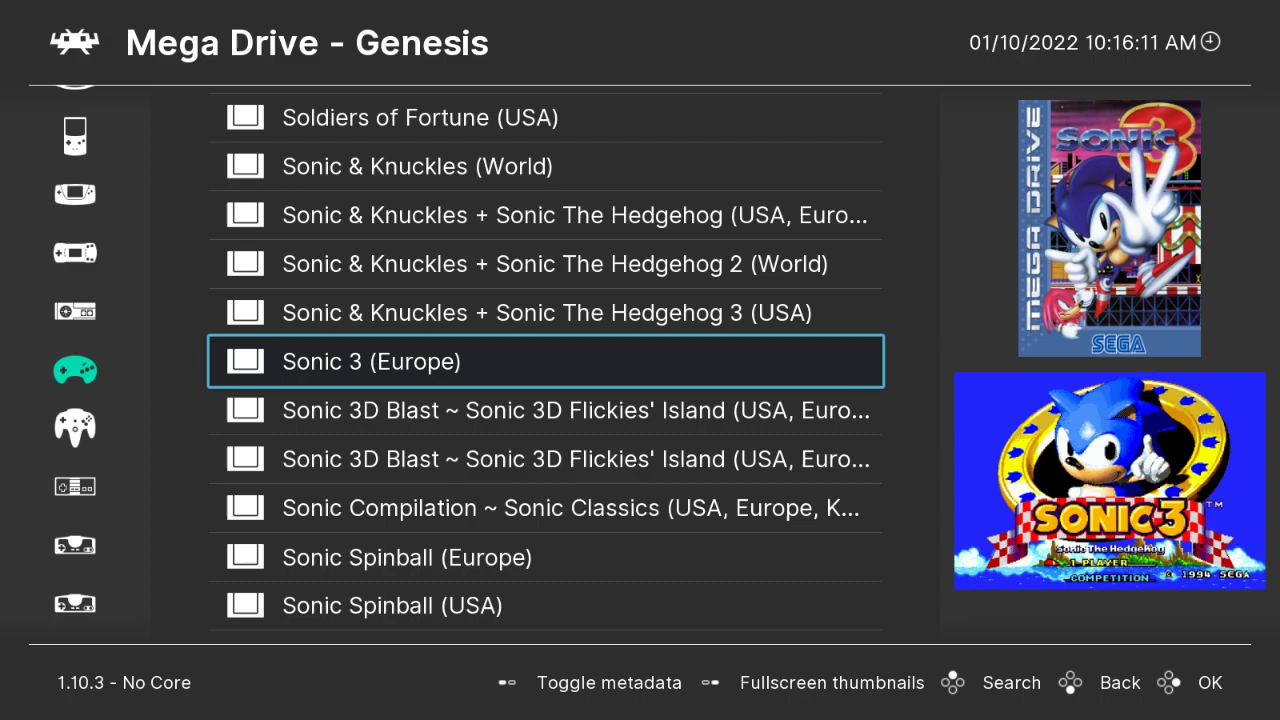 Mega Drive - Genesis
01/10/2022 10:16:11 AM
Soldiers of Fortune (USA)
Sonic & Knuckles (World)
Sonic & Knuckles + Sonic The Hedgehog (USA, Euro...
Sonic & Knuckles + Sonic The Hedgehog 2 (World)
Sonic & Knuckles + Sonic The Hedgehog 3 (USA)
Sonic 3 (Europe)
Sonic 3D Blast ~ Sonic 3D Flickies' Island (USA, Euro...
Sonic 3D Blast ~ Sonic 3D Flickies' Island (USA, Euro...
Sonic Compilation ~ Sonic Classics (USA, Europe, K...
Sonic Spinball (Europe)
Sonic Spinball (USA)
MEGA DRIVE
SONIC 3
SEGA
SONIC 3 TM
Sonic The Hedgehog
1 PLAYER
COMPETITION
© 1994 SEGA
1.10.3 - No Core
Toggle metadata
Fullscreen thumbnails
Search
Back
OK